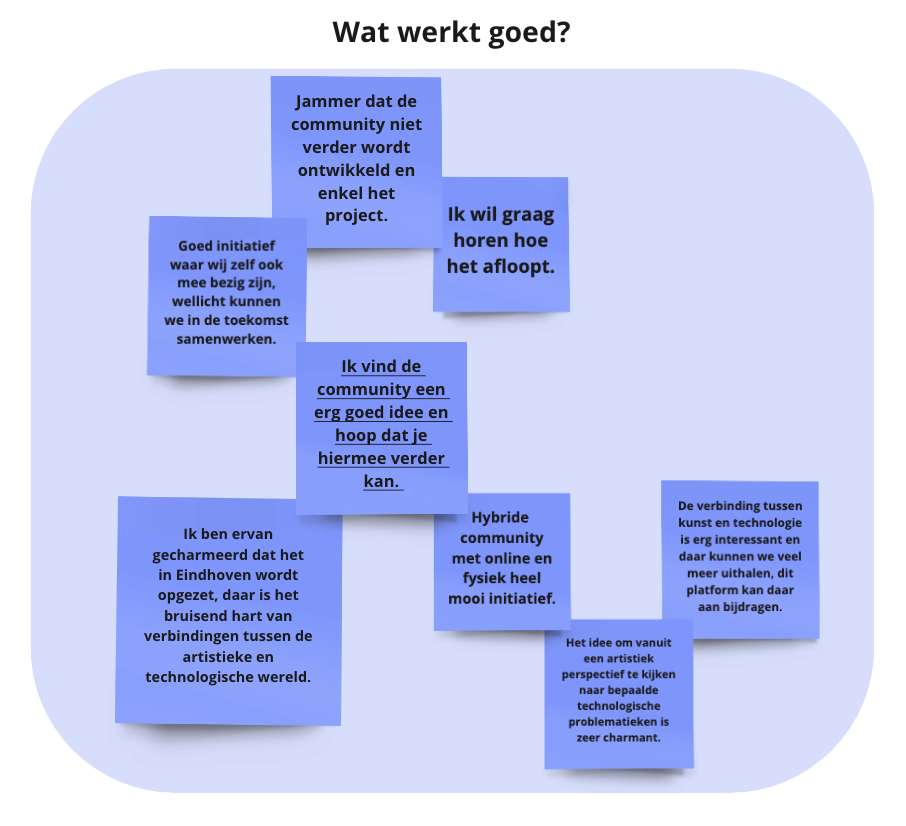 Wat werkt goed?
Jammer dat de
community niet
verder wordt
ontwikkeld en
enkel het
project.
Ik wil graag
horen hoe
het afloopt.
Goed initiatief
waar wij zelf ook
mee bezig zijn,
wellicht kunnen
we in de toekomst
samenwerken.
Ik vind de
community een
erg goed idee en
hoop dat je
hiermee verder
kan.
Ik ben ervan
gecharmeerd dat het
in Eindhoven wordt
opgezet, daar is het
bruisend hart van
verbindingen tussen de
artistieke en
technologische wereld.
Hybride
community
met online en
fysiek heel
mooi initiatief.
De verbinding tussen
kunst en technologie
is erg interessant en
daar kunnen we veel
meer uithalen, dit
platform kan daar
aan bijdragen.
Het idee om vanuit
een artistiek
perspectief te kijken
naar bepaalde
technologische
problematieken is
zeer charmant.